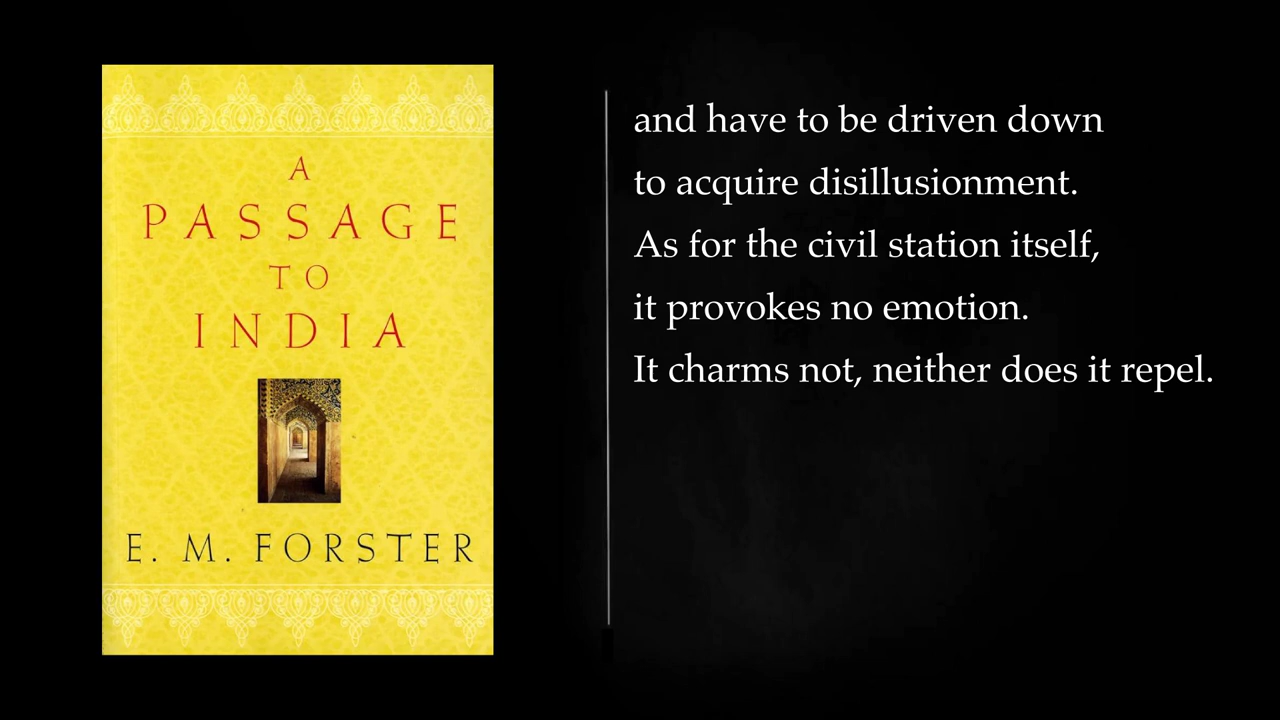 A
PASSAGE
TO
INDIA
E. M. FORSTER
and have to be driven down
to acquire disillusionment.
As for the civil station itself,
it provokes no emotion.
It charms not, neither does it repel.